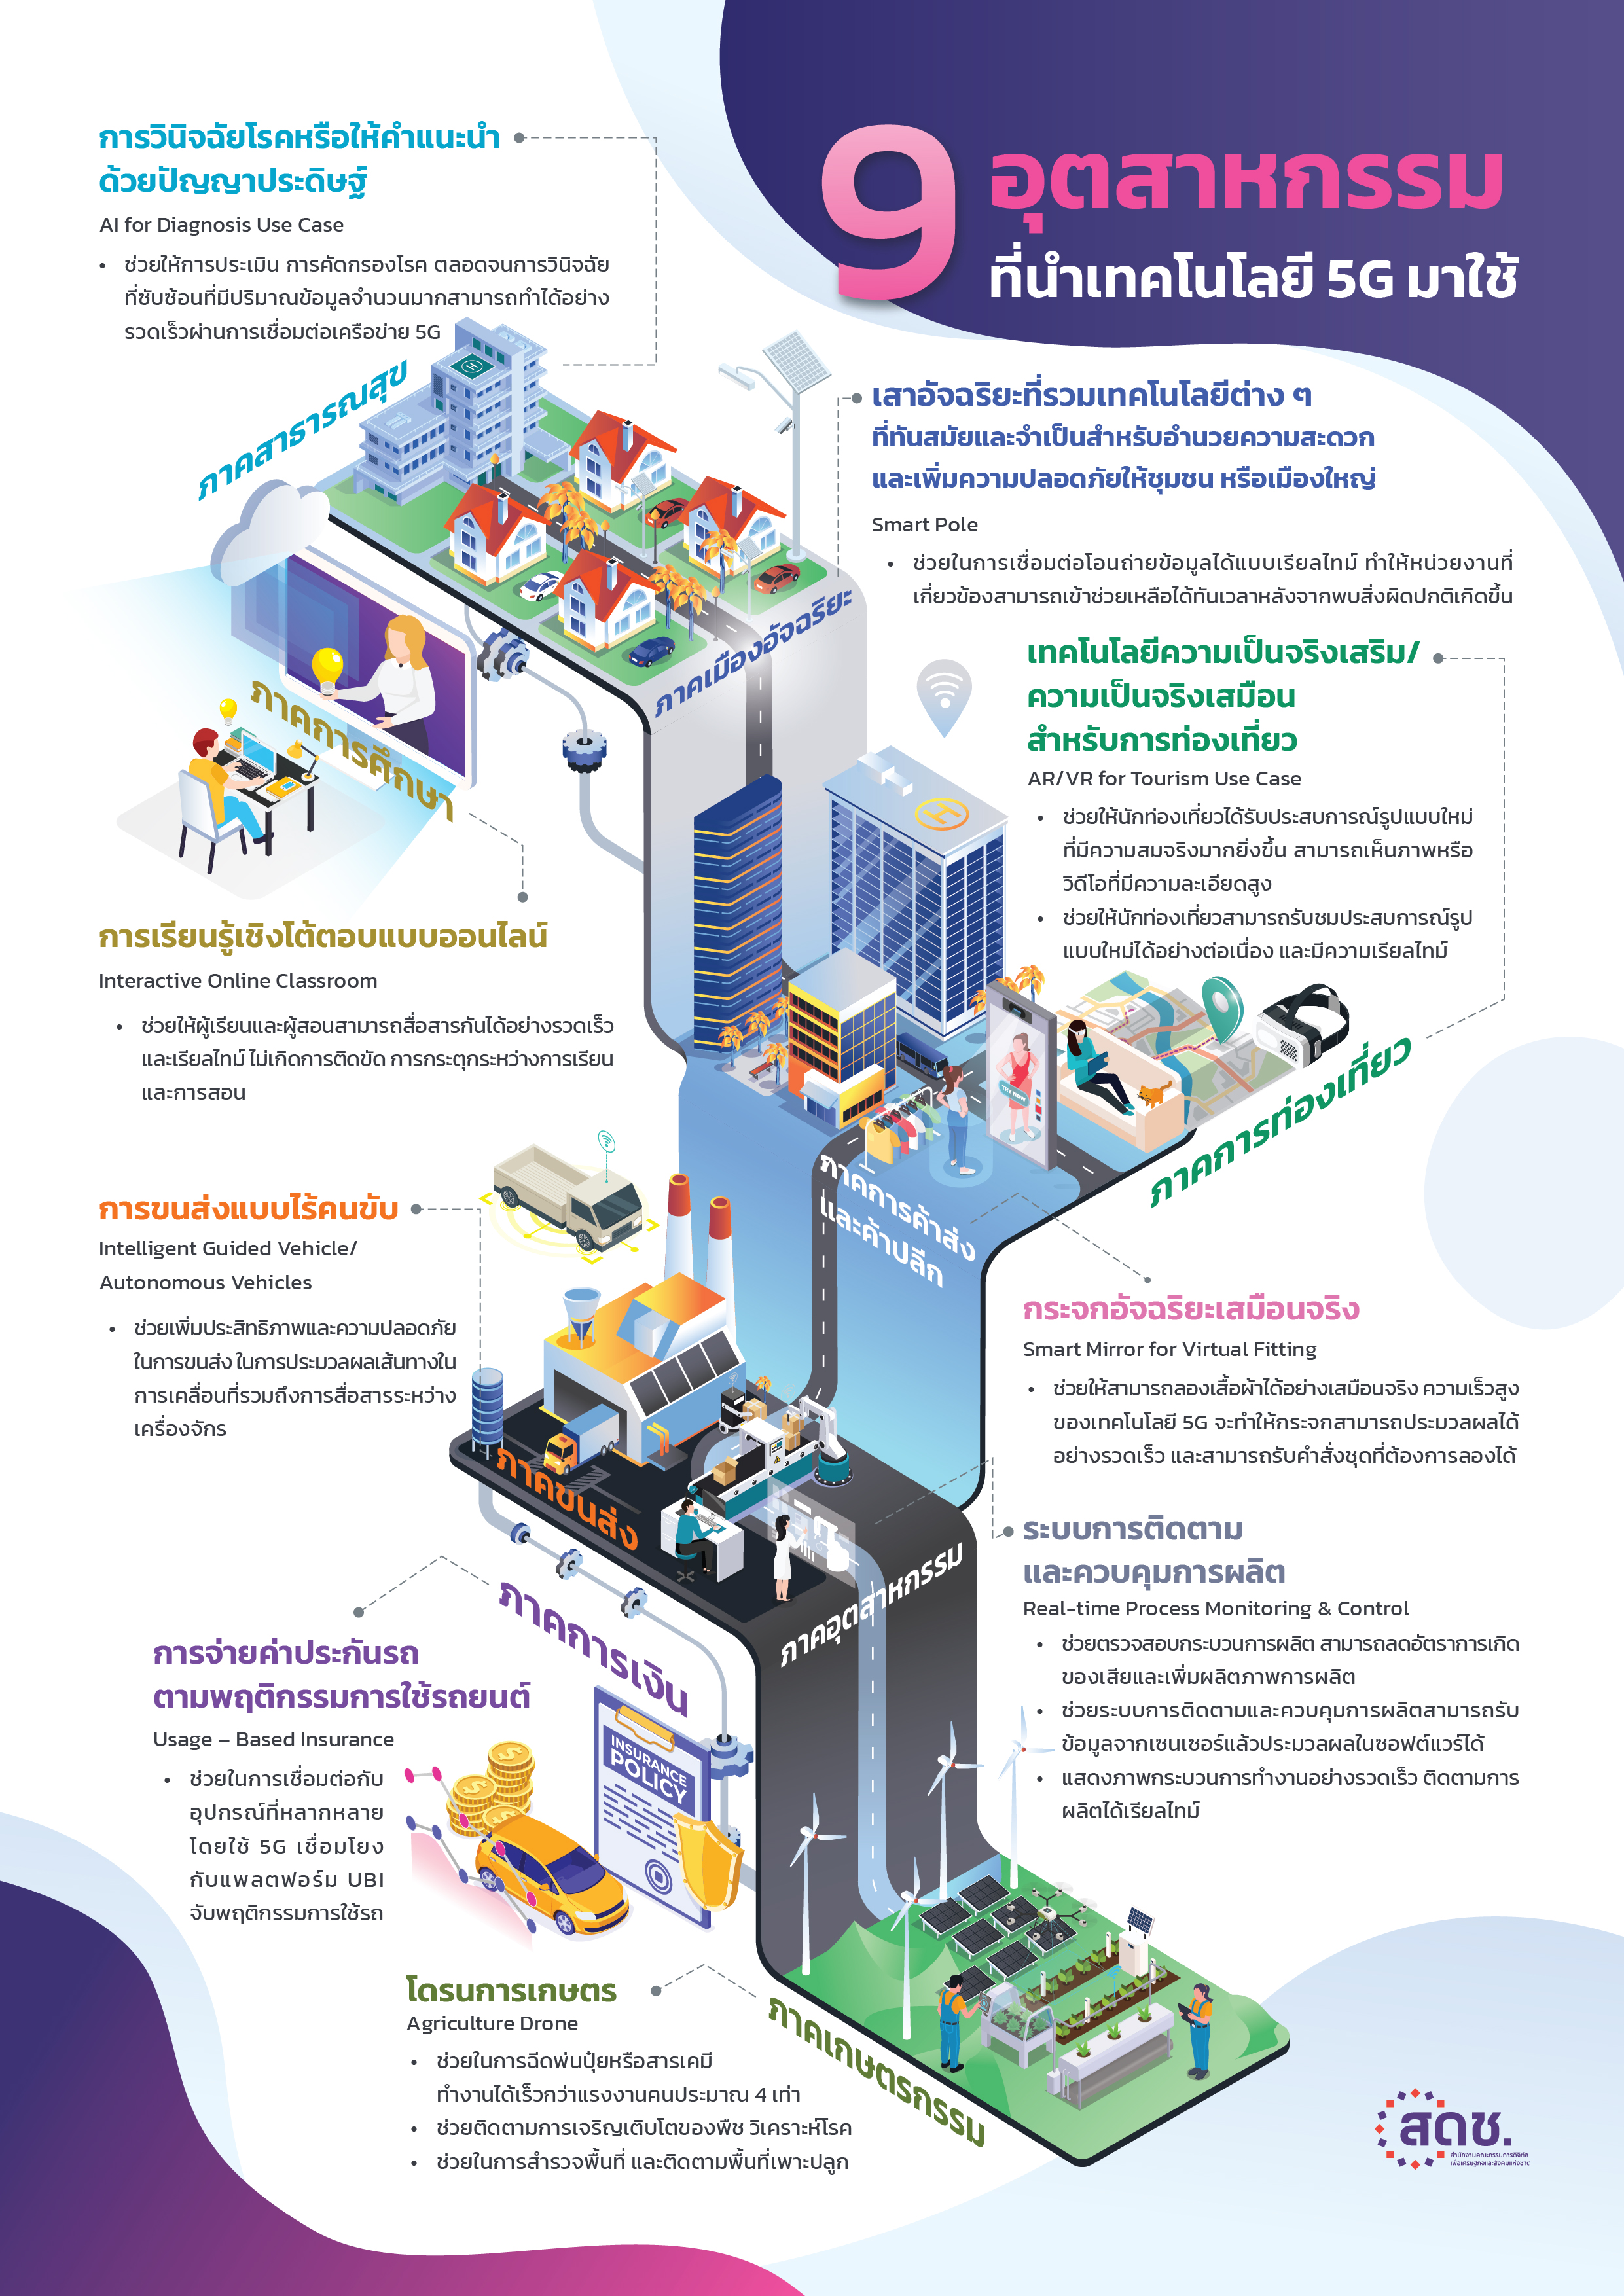 9 อุตสาหกรรม
ที่นำเทคโนโลยี 5G มาใช้
การวินิจฉัยโรคหรือให้คำแนะนำ
ด้วยปัญญาประดิษฐ์
AI for Diagnosis Use Case
• ช่วยให้การประเมิน การคัดกรองโรค ตลอดจนการวินิจฉัย
ที่ซับซ้อนที่มีปริมาณข้อมูลจำนวนมากสามารถทำได้อย่าง
รวดเร็วผ่านการเชื่อมต่อเครือข่าย 5G
ภาคสาธารณสุข
เสาอัจฉริยะที่รวมเทคโนโลยีต่าง ๆ
ที่ทันสมัยและจำเป็นสำหรับอำนวยความสะดวก
และเพิ่มความปลอดภัยให้ชุมชน หรือเมืองใหญ่
Smart Pole
• ช่วยในการเชื่อมต่อโอนถ่ายข้อมูลได้แบบเรียลไทม์ ทำให้หน่วยงานที่
เกี่ยวข้องสามารถเข้าช่วยเหลือได้ทันเวลาหลังจากพบสิ่งผิดปกติเกิดขึ้น
ภาคเมืองอัจฉริยะ
เทคโนโลยีความเป็นจริงเสริม/
ความเป็นจริงเสมือน
สำหรับการท่องเที่ยว
AR/VR for Tourism Use Case
• ช่วยให้นักท่องเที่ยวได้รับประสบการณ์รูปแบบใหม่
ที่มีความสมจริงมากยิ่งขึ้น สามารถเห็นภาพหรือ
วิดีโอที่มีความละเอียดสูง
• ช่วยให้นักท่องเที่ยวสามารถรับชมประสบการณ์รูป
แบบใหม่ได้อย่างต่อเนื่อง และมีความเรียลไทม์
ภาคการท่องเที่ยว
ภาคการศึกษา
การเรียนรู้เชิงโต้ตอบแบบออนไลน์
Interactive Online Classroom
• ช่วยให้ผู้เรียนและผู้สอนสามารถสื่อสารกันได้อย่างรวดเร็ว
และเรียลไทม์ ไม่เกิดการติดขัด การกระตุกระหว่างการเรียน
และการสอน
H
H
TRY NOW
ภาคการค้าส่ง
และค้าปลีก
การขนส่งแบบไร้คนขับ
Intelligent Guided Vehicle/
Autonomous Vehicles
• ช่วยเพิ่มประสิทธิภาพและความปลอดภัย
ในการขนส่ง ในการประมวลผลเส้นทางใน
การเคลื่อนที่รวมถึงการสื่อสารระหว่าง
เครื่องจักร
ภาคขนส่ง
กระจกอัจฉริยะเสมือนจริง
Smart Mirror for Virtual Fitting
• ช่วยให้สามารถลองเสื้อผ้าได้อย่างเสมือนจริง ความเร็วสูง
ของเทคโนโลยี 5G จะทำให้กระจกสามารถประมวลผลได้
อย่างรวดเร็ว และสามารถรับคำสั่งชุดที่ต้องการลองได้
ระบบการติดตาม
และควบคุมการผลิต
Real-time Process Monitoring & Control
• ช่วยตรวจสอบกระบวนการผลิต สามารถลดอัตราการเกิด
ของเสียและเพิ่มผลิตภาพการผลิต
• ช่วยระบบการติดตามและควบคุมการผลิตสามารถรับ
ข้อมูลจากเซนเซอร์แล้วประมวลผลในซอฟต์แวร์ได้
• แสดงภาพกระบวนการทำงานอย่างรวดเร็ว ติดตามการ
ผลิตได้เรียลไทม์
ภาคอุตสาหกรรม
ภาคการเงิน
การจ่ายค่าประกันรถ
ตามพฤติกรรมการใช้รถยนต์
Usage – Based Insurance
• ช่วยในการเชื่อมต่อกับ
อุปกรณ์ที่หลากหลาย
โดยใช้ 5G เชื่อมโยง
กับแพลตฟอร์ม UBI
จับพฤติกรรมการใช้รถ
INSURANCE
POLICY
โดรนการเกษตร
Agriculture Drone
• ช่วยในการฉีดพ่นปุ๋ยหรือสารเคมี
ทำงานได้เร็วกว่าแรงงานคนประมาณ 4 เท่า
• ช่วยติดตามการเจริญเติบโตของพืช วิเคราะห์โรค
• ช่วยในการสำรวจพื้นที่ และติดตามพื้นที่เพาะปลูก
ภาคเกษตรกรรม
สดช.
สำนักงานคณะกรรมการดิจิทัล
เพื่อเศรษฐกิจและสังคมแห่งชาติ